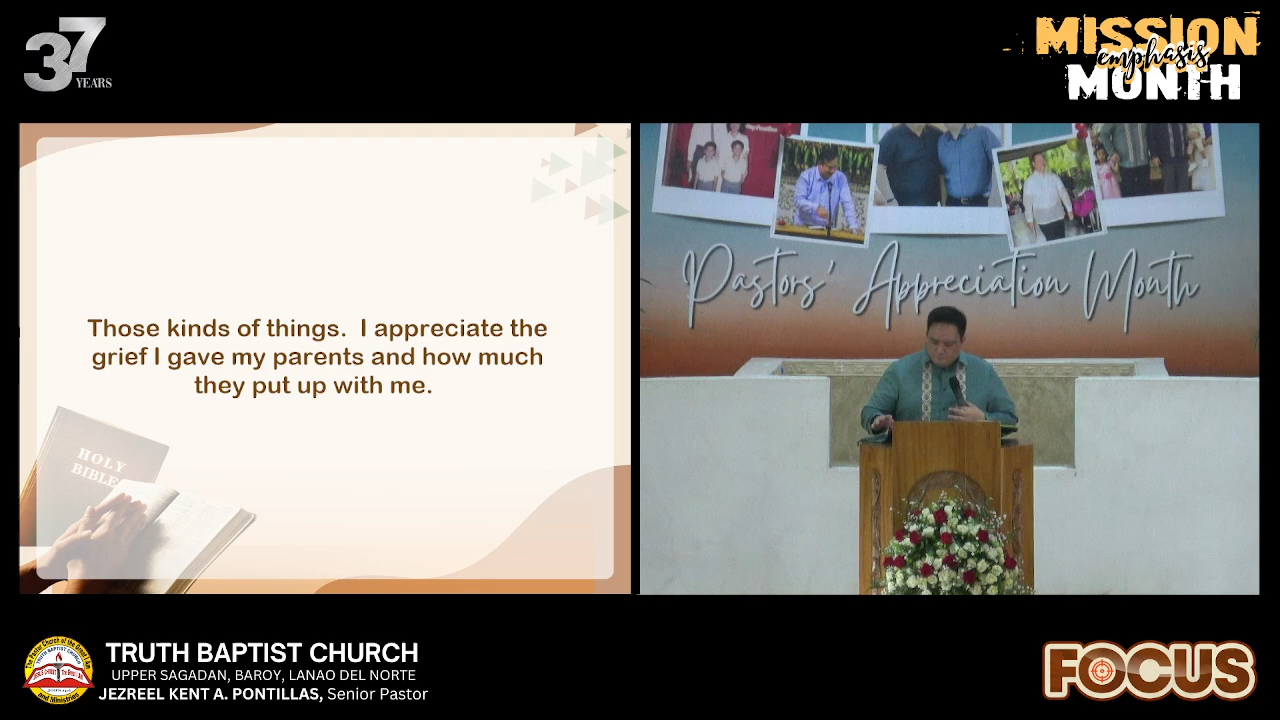 37
YEARS
MISSION
emphasis
MONTH
Those kinds of things.  I appreciate the
grief I gave my parents and how much
they put up with me.
HOLY
BIBLE
Pastors' Appreciation Month
TRUTH BAPTIST CHURCH
UPPER SAGADAN, BAROY, LANAO DEL NORTE
JEZREEL KENT A. PONTILLAS, Senior Pastor
FOCUS